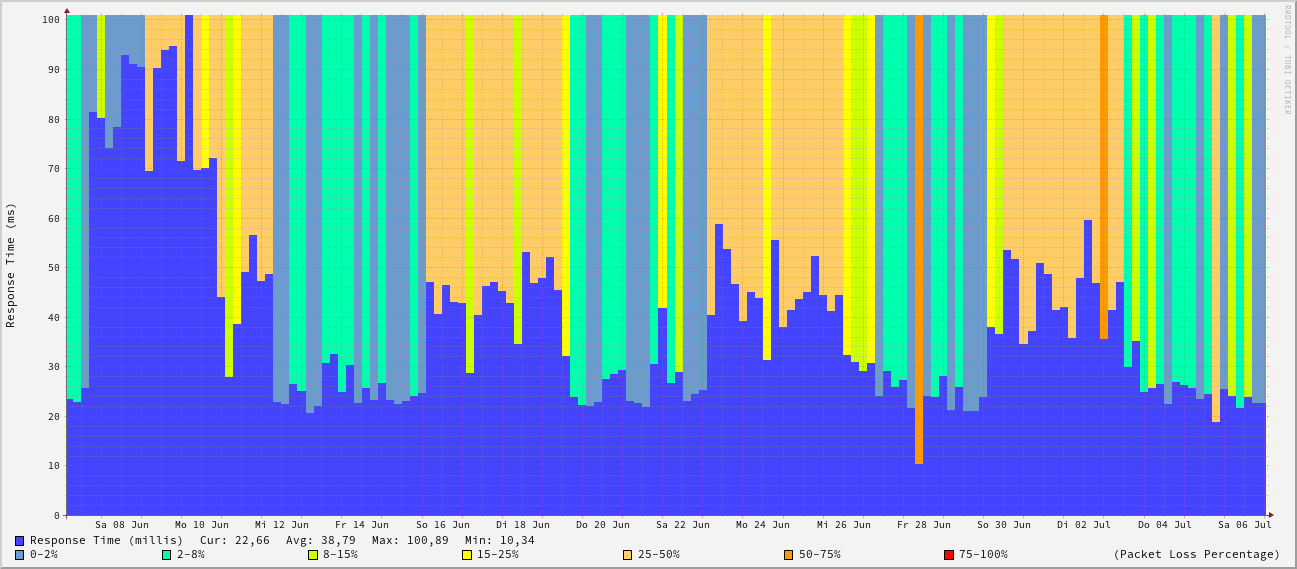 RRDTOOL / TOBI OETIKER
Response Time (ms)
100
90
80
70
60
50
40
30
20
10
0
Sa 08 Jun Mo 10 Jun Mi 12 Jun Fr 14 Jun So 16 Jun Di 18 Jun Do 20 Jun Sa 22 Jun Mo 24 Jun Mi 26 Jun Fr 28 Jun So 30 Jun Di 02 Jul Do 04 Jul Sa 06 Jul
Response Time (millis) Cur: 22,66 Avg: 38,79 Max: 100,89 Min: 10,34
0-2% 2-8% 8-15% 15-25% 25-50% 50-75% 75-100% (Packet Loss Percentage)